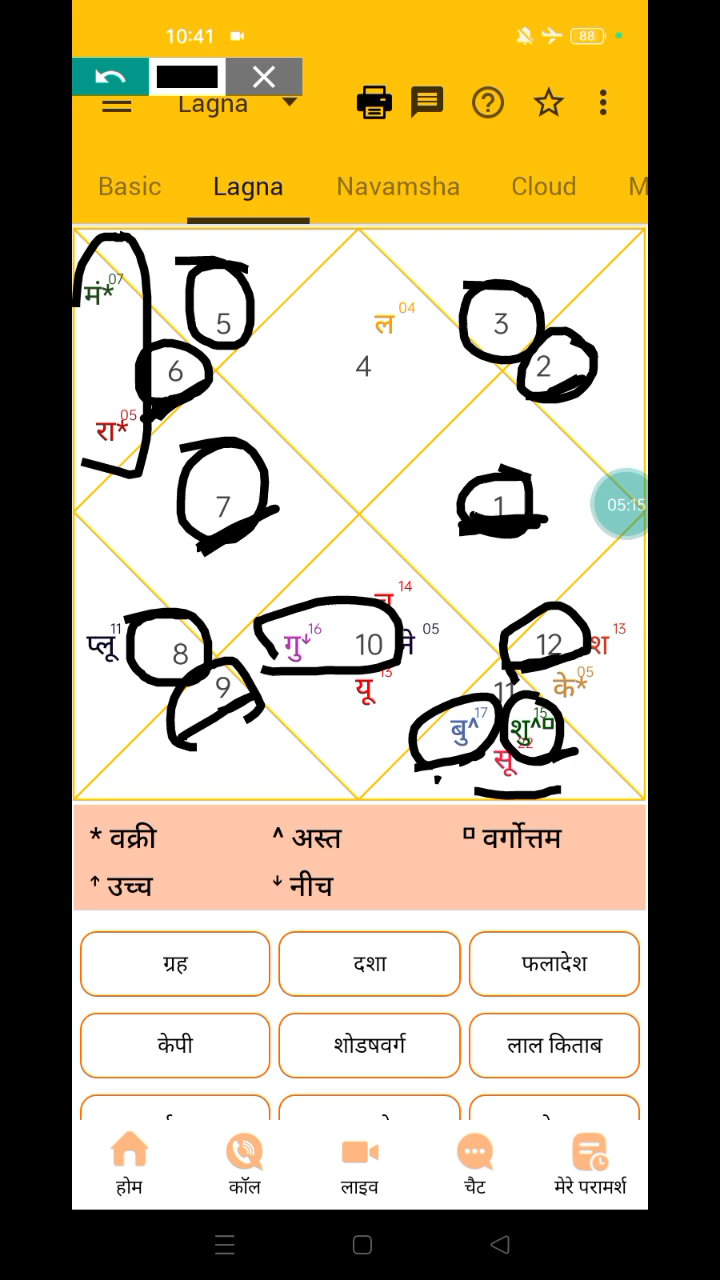 10:41 88
Lagna
Basic Lagna Navamsha Cloud M
मं* 07
5
ल 04
3
6
4
2
रा* 05
7
1
05:15
14
प्लू 11
8
गु↓ 16
10
05
12
श 13
9
यू 13
11
के* 05
बु^ 17
शु^¤ 15
सू 22
* वक्री ^ अस्त ¤ वर्गोत्तम
↑ उच्च ↓ नीच
ग्रह दशा फलादेश
केपी शोडषवर्ग लाल किताब
होम कॉल लाइव चैट मेरे परामर्श